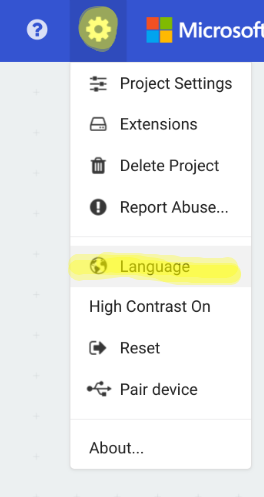 Microsoft
Project Settings
Extensions
Delete Project
Report Abuse...
Language
High Contrast On
Reset
Pair device
About...